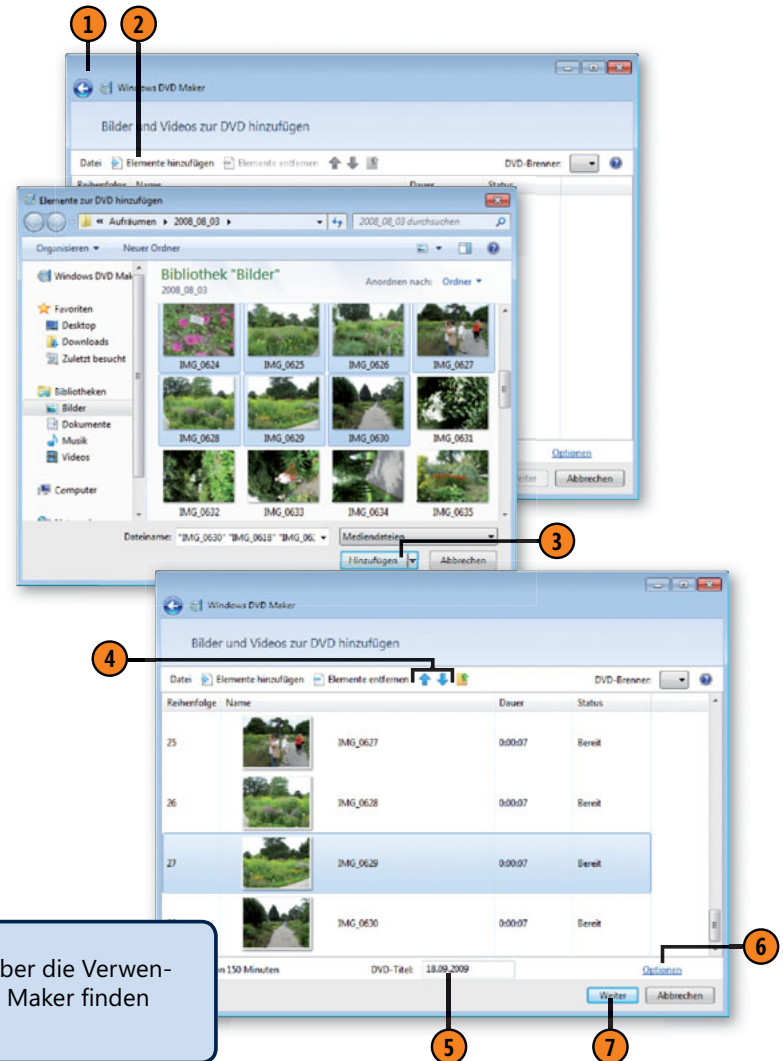 1 2
Windows DVD Maker
Bilder und Videos zur DVD hinzufügen
Datei Elemente hinzufügen Elemente entfernen DVD-Brenner:
Reihenfolge Name Dauer Status
Elemente zur DVD hinzufügen
« Aufräumen 2008_08_03 2008_08_03 durchsuchen
Organisieren Neuer Ordner
Windows DVD Mak
Bibliothek "Bilder"
2008_08_03
Anordnen nach: Ordner
Favoriten
Desktop
Downloads
Zuletzt besucht
Bibliotheken
Bilder
Dokumente
Musik
Videos
Computer
IMG_0624 IMG_0625 IMG_0626 IMG_0627
IMG_0628 IMG_0629 IMG_0630 IMG_0631
IMG_0632 IMG_0633 IMG_0634 IMG_0635
Optionen
eiter Abbrechen
Dateiname: "IMG_0630" "IMG_0618" "IMG_06 Mediendateien
Hinzufügen Abbrechen
3
Windows DVD Maker
Bilder und Videos zur DVD hinzufügen
4
Datei Elemente hinzufügen Elemente entfernen DVD-Brenner:
Reihenfolge Name Dauer Status
25 IMG_0627 0:00:07 Bereit
26 IMG_0628 0:00:07 Bereit
27 IMG_0629 0:00:07 Bereit
IMG_0630 0:00:07 Bereit
6
n 150 Minuten DVD-Titel: 18.09.2009 Optionen
Weiter Abbrechen
ber die Verwen-
Maker finden
5 7